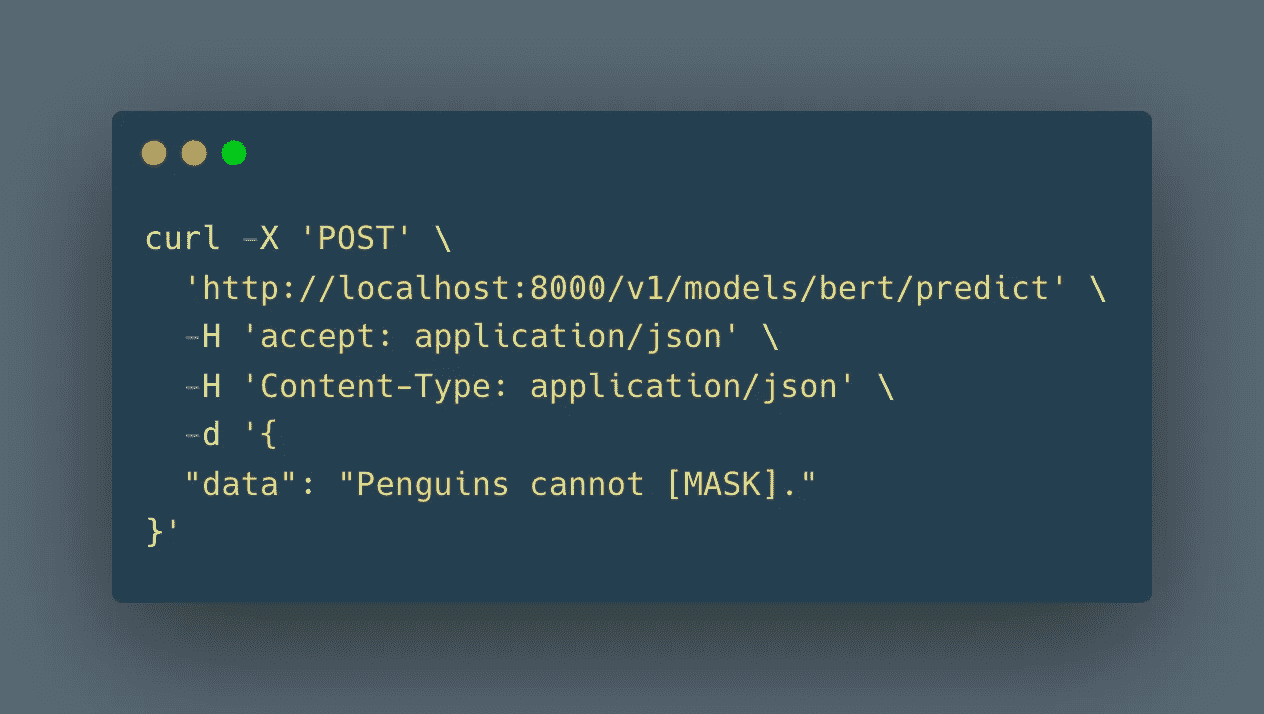 curl -X 'POST' \
'http://localhost:8000/v1/models/bert/predict' \
-H 'accept: application/json' \
-H 'Content-Type: application/json' \
-d '{
"data": "Penguins cannot [MASK]."
}'